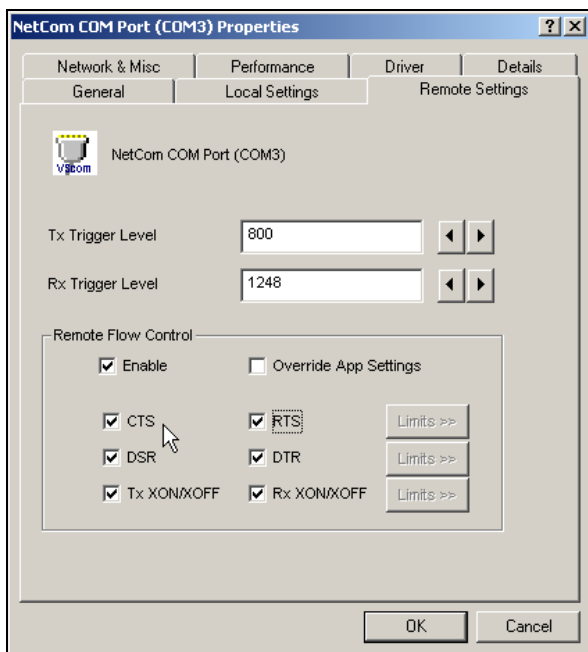 NetCom COM Port (COM3) Properties ? X
Network & Misc Performance Driver Details
General Local Settings Remote Settings
VScom NetCom COM Port (COM3)
Tx Trigger Level 800
Rx Trigger Level 1248
Remote Flow Control
Enable Override App Settings
CTS RTS Limits >>
DSR DTR Limits >>
Tx XON/XOFF Rx XON/XOFF Limits >>
OK Cancel